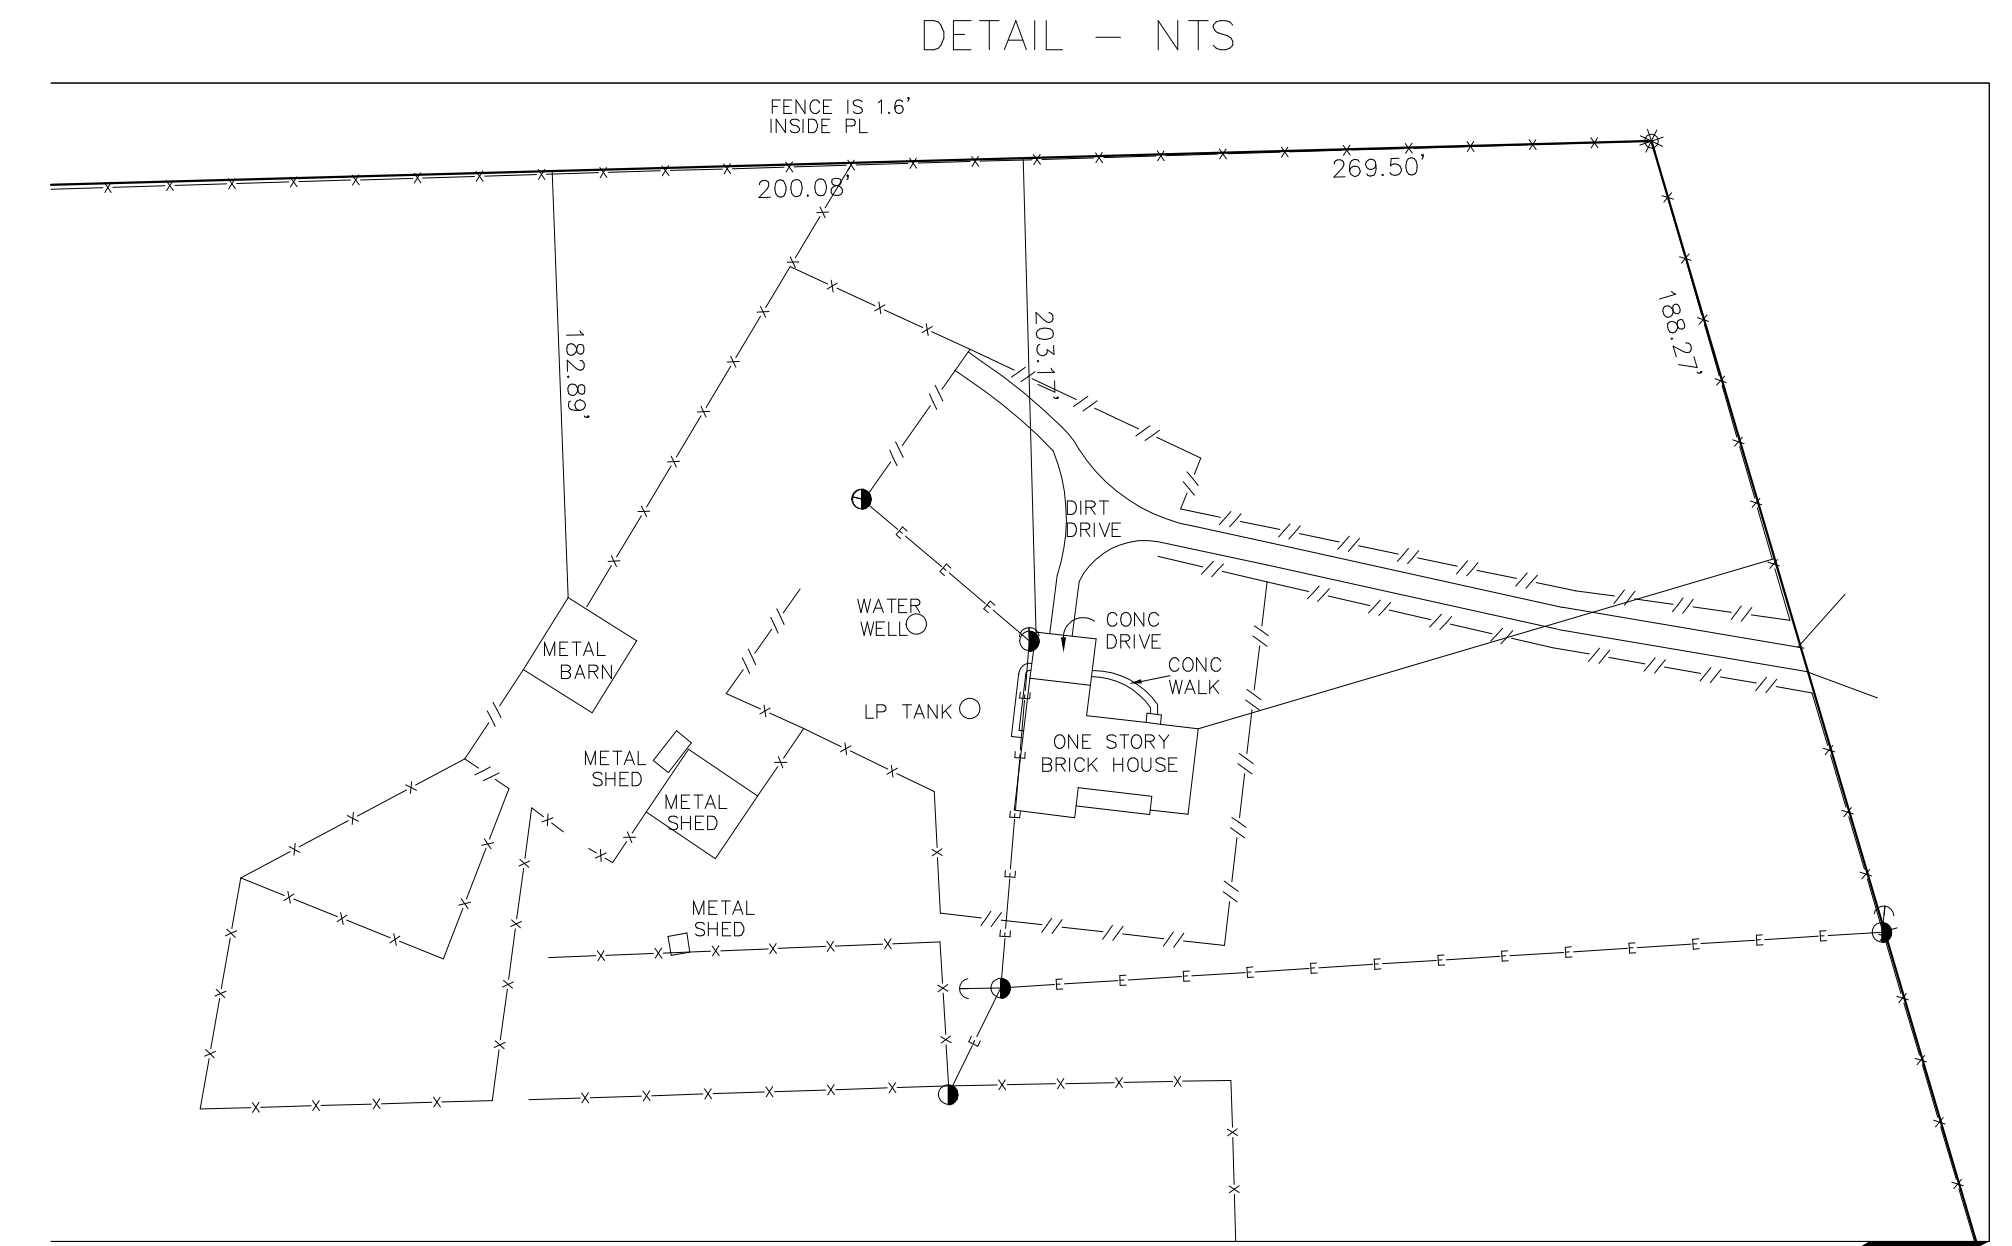 DETAIL - NTS
FENCE IS 1.6'
INSIDE PL
200.08'
269.50'
182.89'
203.17'
188.27'
DIRT
DRIVE
WATER
WELL
CONC
DRIVE
METAL
BARN
CONC
WALK
LP TANK
ONE STORY
BRICK HOUSE
METAL
SHED
METAL
SHED
METAL
SHED